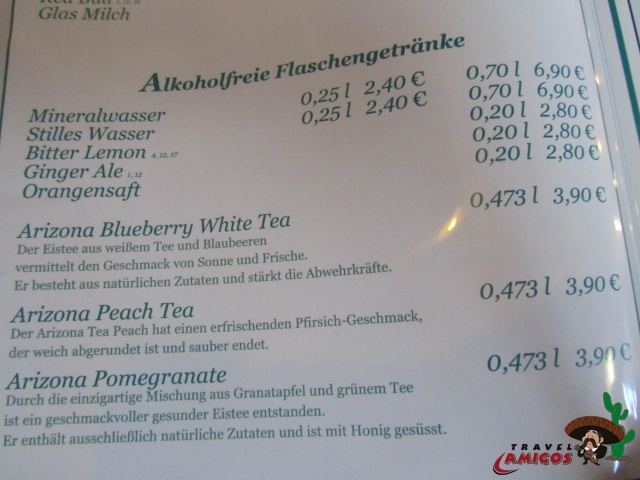 Glas Milch
Alkoholfreie Flaschengetränke
Mineralwasser 0,25 l 2,40 € 0,70 l 6,90 €
Stilles Wasser 0,25 l 2,40 € 0,70 l 6,90 €
Bitter Lemon 4, 12, 17 0,20 l 2,80 €
Ginger Ale 1, 12 0,20 l 2,80 €
Orangensaft 0,20 l 2,80 €
Arizona Blueberry White Tea 0,473 l 3,90 €
Der Eistee aus weißem Tee und Blaubeeren
vermittelt den Geschmack von Sonne und Frische.
Er besteht aus natürlichen Zutaten und stärkt die Abwehrkräfte.
Arizona Peach Tea 0,473 l 3,90 €
Der Arizona Tea Peach hat einen erfrischenden Pfirsich-Geschmack,
der weich abgerundet ist und sauber endet.
Arizona Pomegranate 0,473 l 3,90 €
Durch die einzigartige Mischung aus Granatapfel und grünem Tee
ist ein geschmackvoller gesunder Eistee entstanden.
Er enthält ausschließlich natürliche Zutaten und ist mit Honig gesüsst.
TRAVEL
AMIGOS